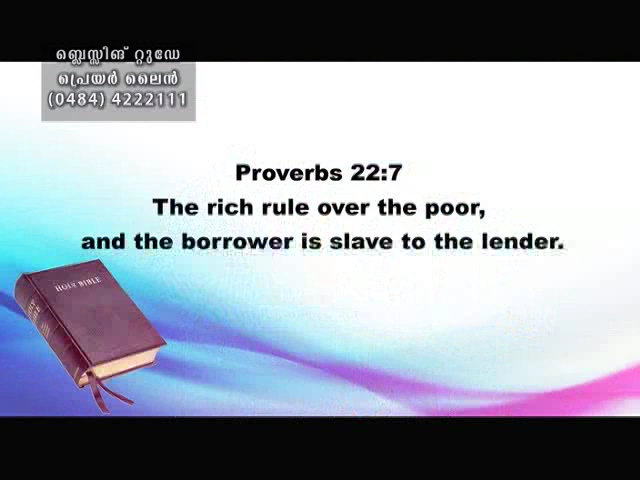 ബ്ലെസ്സിങ് റ്റുഡേ
പ്രെയർ ലൈൻ
(0484) 4222111
Proverbs 22:7
The rich rule over the poor,
and the borrower is slave to the lender.
HOLY BIBLE